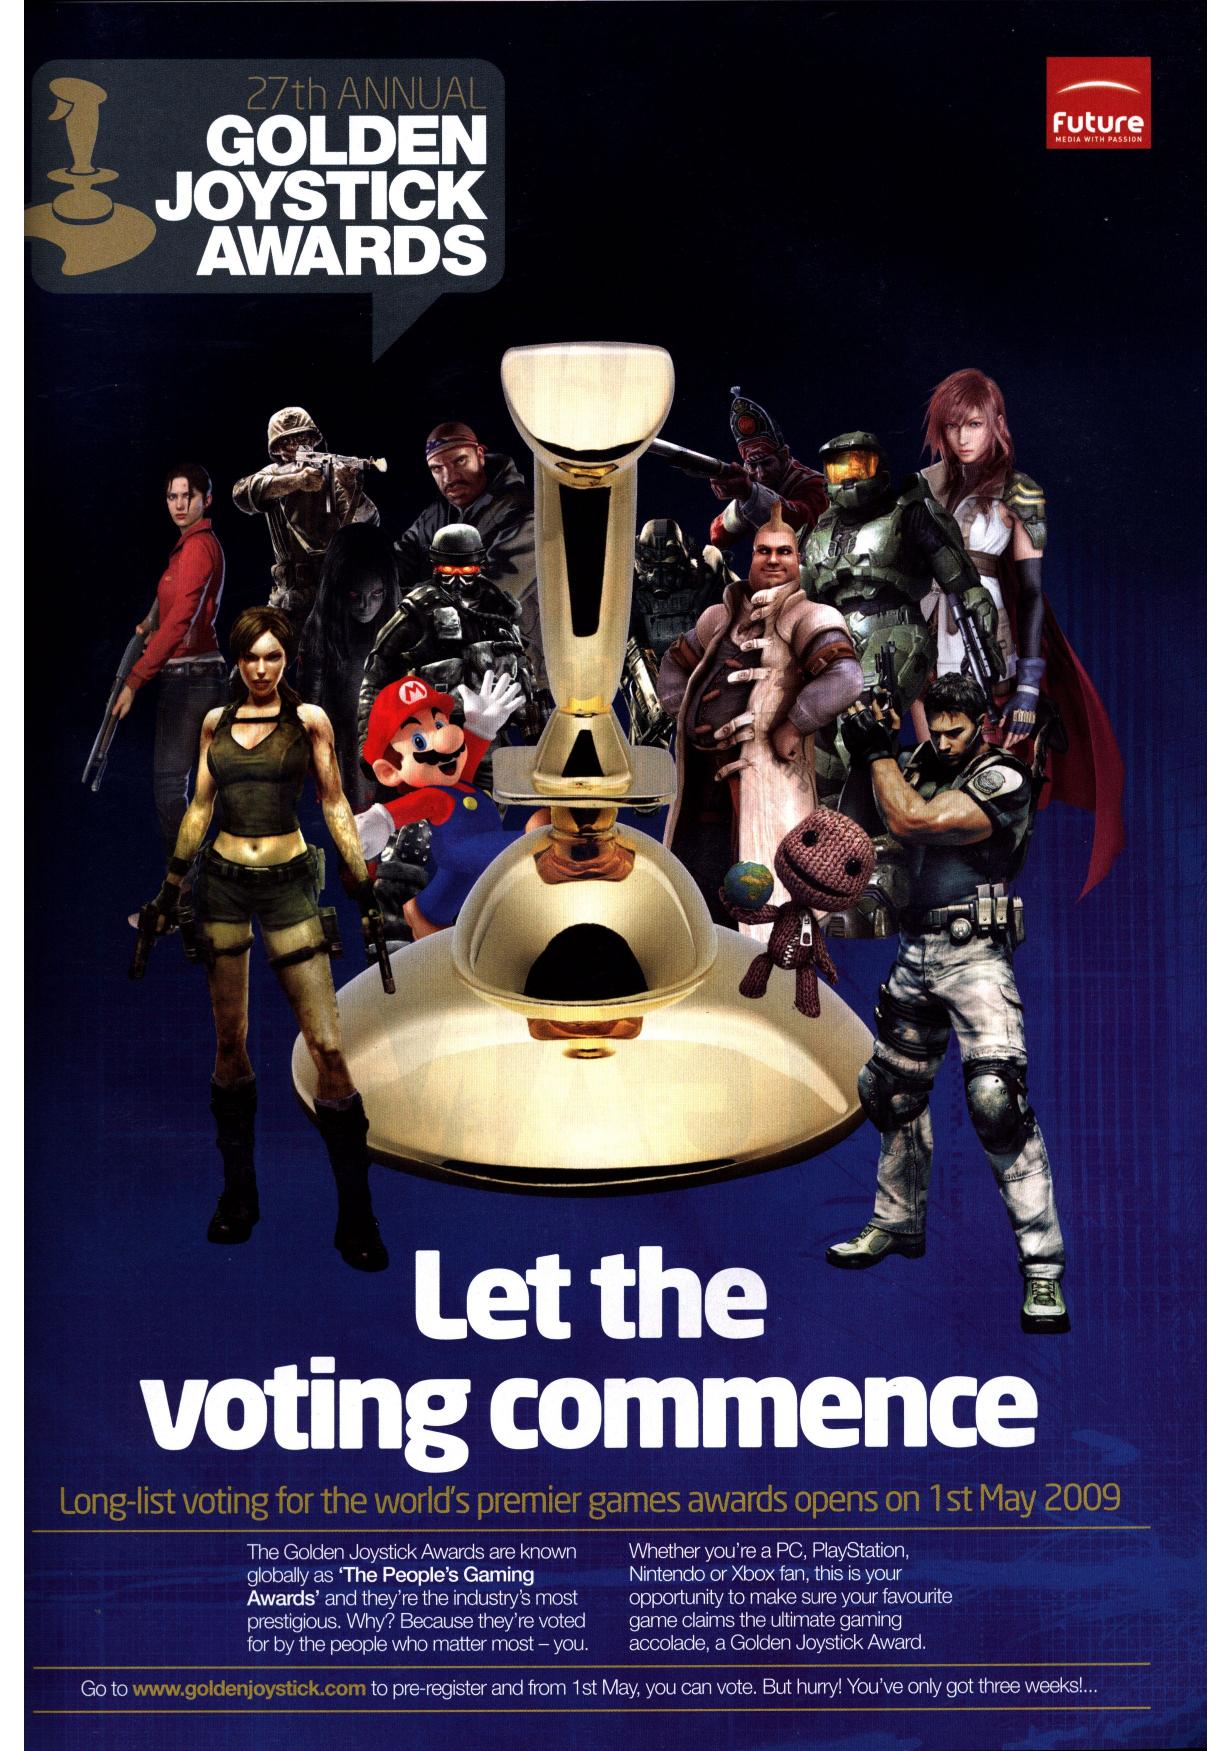 27th ANNUAL
GOLDEN
JOYSTICK
AWARDS
Future
MEDIA WITH PASSION
M
Let the
voting commence
Long-list voting for the world's premier games awards opens on 1st May 2009
The Golden Joystick Awards are known
globally as ‘The People's Gaming
Awards’ and they're the industry's most
prestigious. Why? Because they're voted
for by the people who matter most – you.
Whether you're a PC, PlayStation,
Nintendo or Xbox fan, this is your
opportunity to make sure your favourite
game claims the ultimate gaming
accolade, a Golden Joystick Award.
Go to www.goldenjoystick.com to pre-register and from 1st May, you can vote. But hurry! You've only got three weeks!...